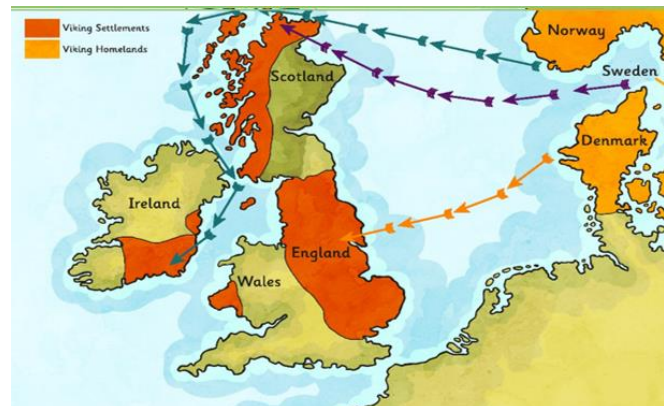 Viking Settlements
Viking Homelands
Norway
Sweden
Scotland
Denmark
Ireland
England
Wales